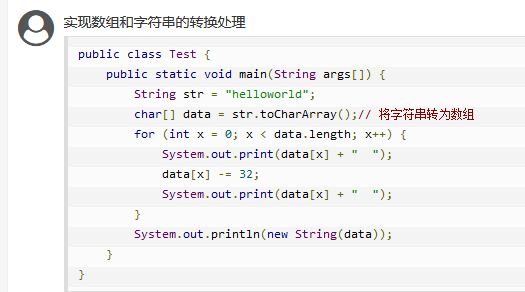 实现数组和字符串的转换处理
public class Test {
    public static void main(String args[]) {
        String str = "helloworld";
        char[] data = str.toCharArray();// 将字符串转为数组
        for (int x = 0; x < data.length; x++) {
            System.out.print(data[x] + "  ");
            data[x] -= 32;
            System.out.print(data[x] + "  ");
        }
        System.out.println(new String(data));
    }
}